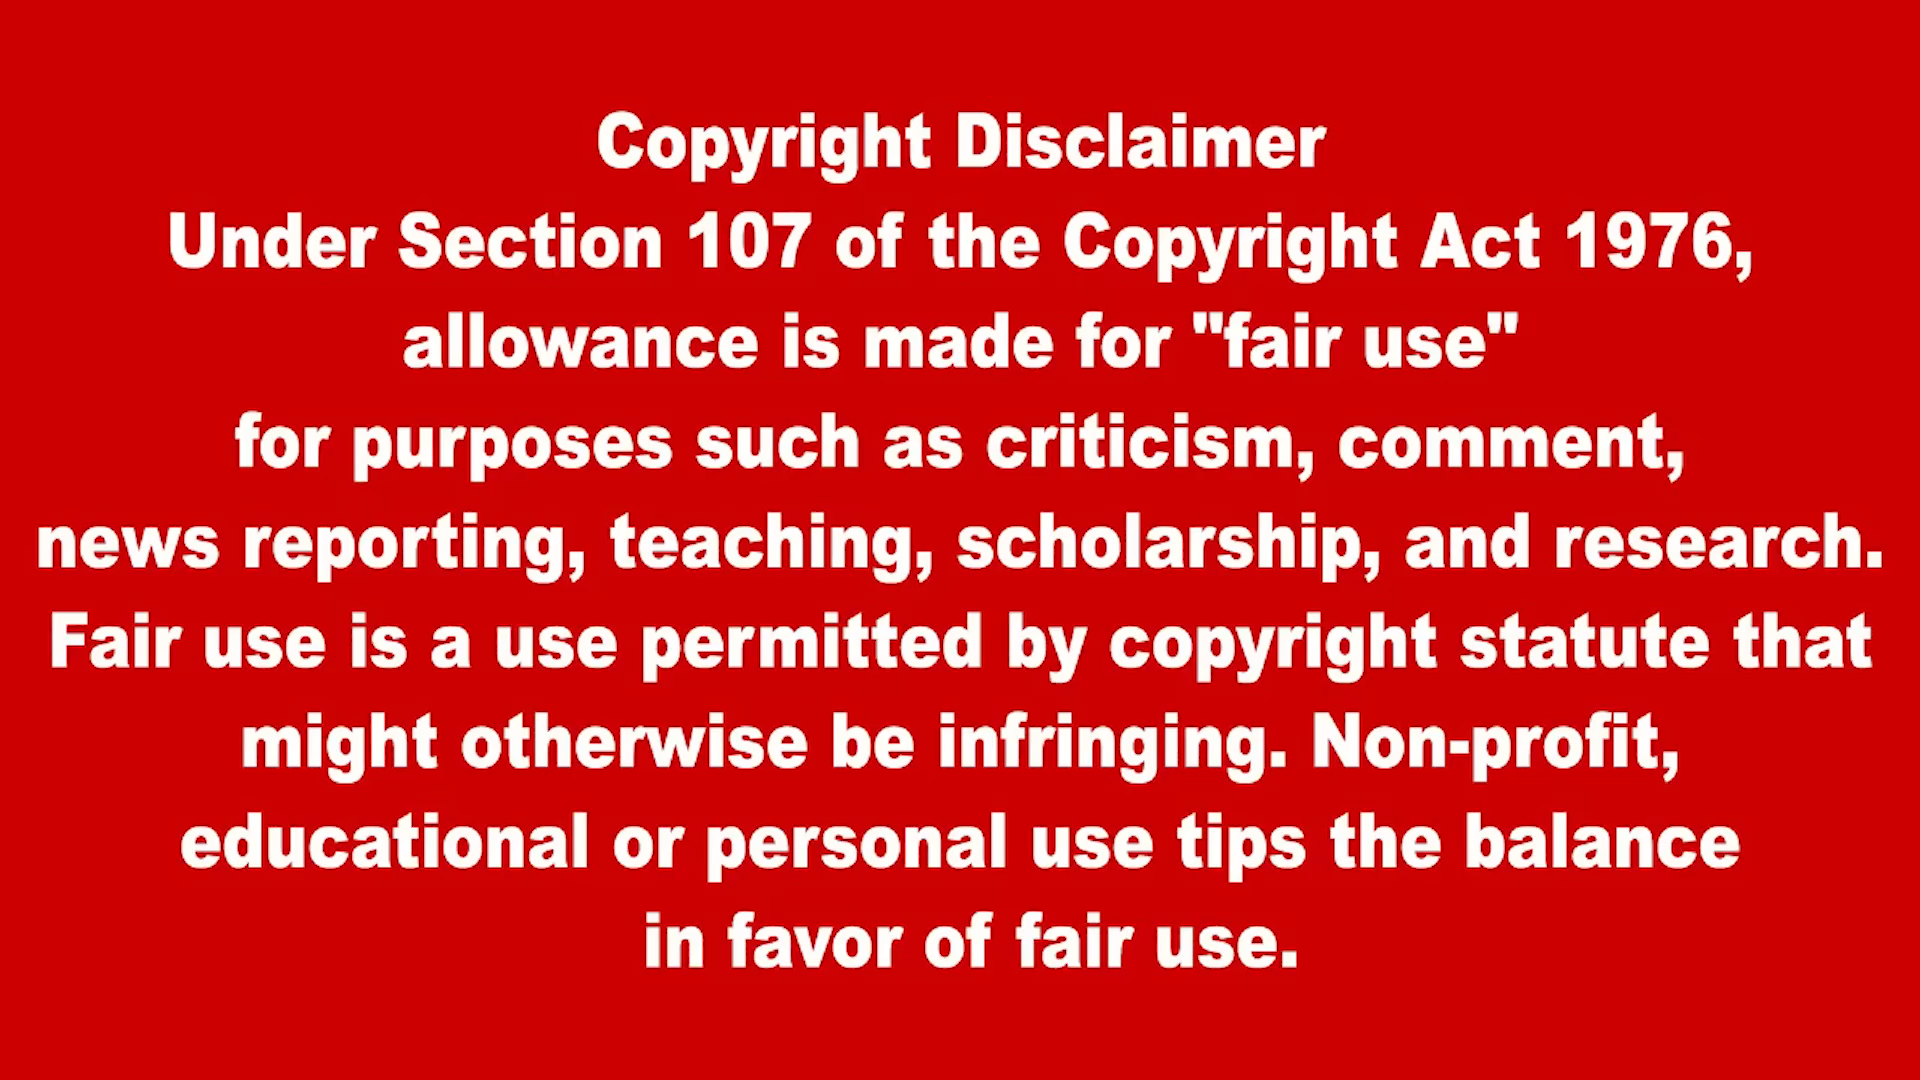 Copyright Disclaimer
Under Section 107 of the Copyright Act 1976,
allowance is made for "fair use"
for purposes such as criticism, comment,
news reporting, teaching, scholarship, and research.
Fair use is a use permitted by copyright statute that
might otherwise be infringing. Non-profit,
educational or personal use tips the balance
in favor of fair use.